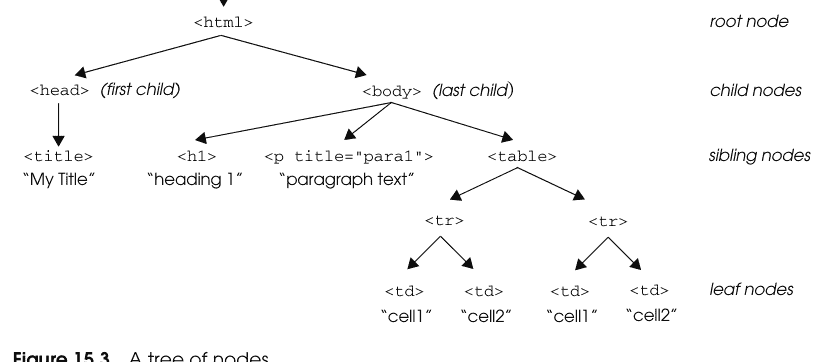 <html> root node
<head> (first child) <body> (last child) child nodes
<title> <h1> <p title="para1"> <table> sibling nodes
“My Title” “heading 1” “paragraph text”
<tr> <tr>
<td> <td> <td> <td> leaf nodes
“cell1” “cell2” “cell1” “cell2”
Figure 15.3 A tree of nodes